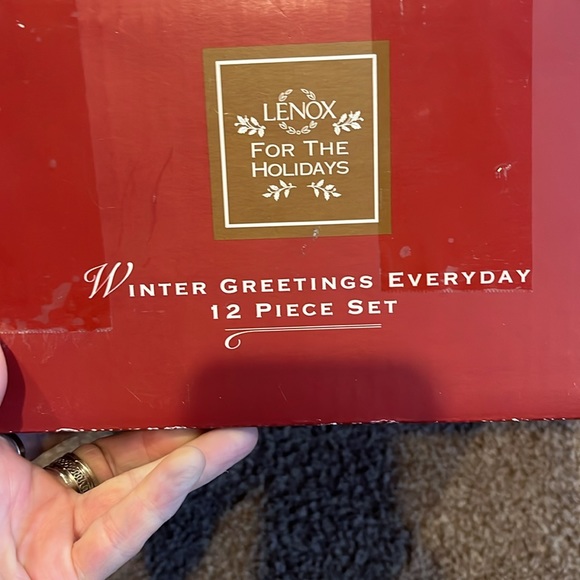 LENOX
FOR THE
HOLIDAYS
WINTER GREETINGS EVERYDAY
12 PIECE SET